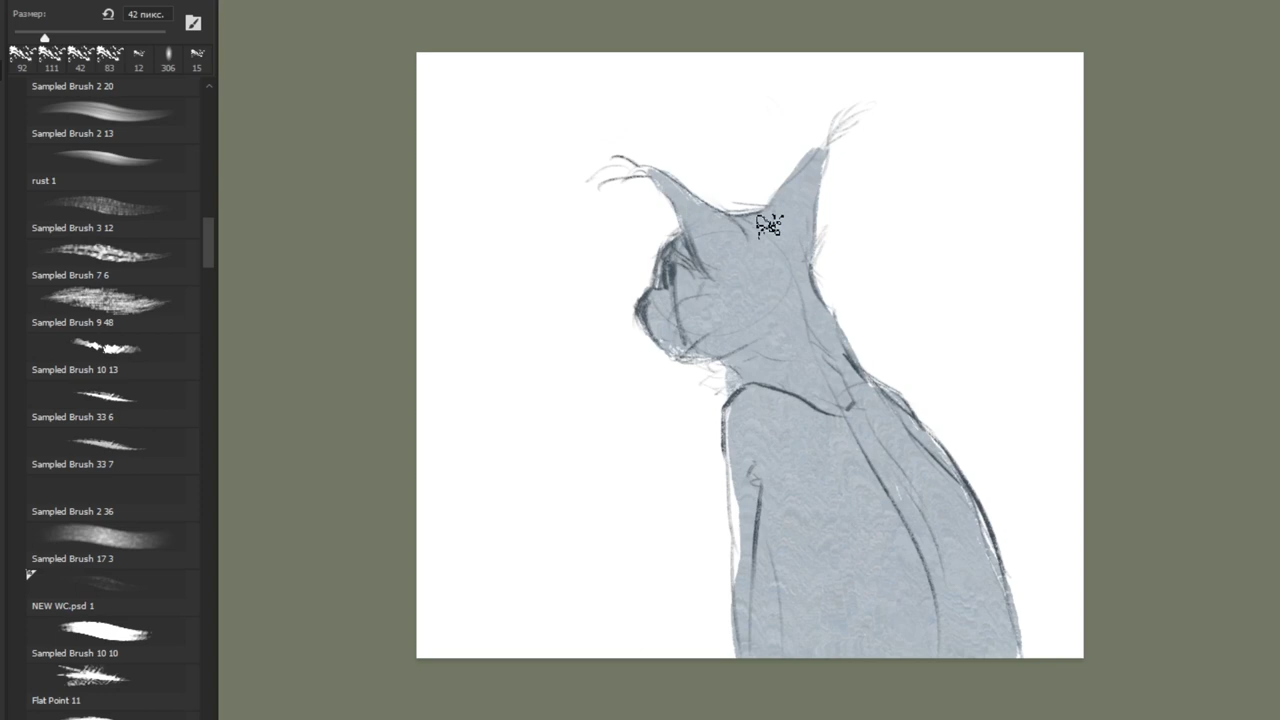 Размер:
42 пикс.
92 111 42 83 12 306 15
Sampled Brush 2 20
Sampled Brush 2 13
rust 1
Sampled Brush 3 12
Sampled Brush 7 6
Sampled Brush 9 48
Sampled Brush 10 13
Sampled Brush 33 6
Sampled Brush 33 7
Sampled Brush 2 36
Sampled Brush 17 3
NEW WC.psd 1
Sampled Brush 10 10
Flat Point 11